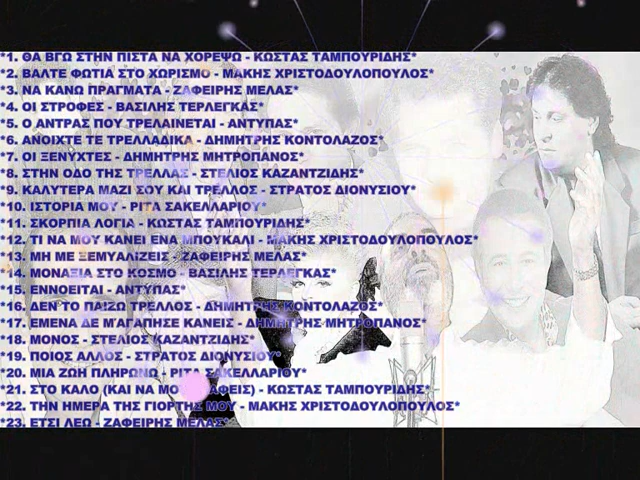 *1. ΘΑ ΒΓΩ ΣΤΗΝ ΠΙΣΤΑ ΝΑ ΧΟΡΕΨΩ - ΚΩΣΤΑΣ ΤΑΜΠΟΥΡΙΔΗΣ*
*2. ΒΑΛΤΕ ΦΩΤΙΑ ΣΤΟ ΧΩΡΙΣΜΟ - ΜΑΚΗΣ ΧΡΙΣΤΟΔΟΥΛΟΠΟΥΛΟΣ*
*3. ΝΑ ΚΑΝΩ ΠΡΑΓΜΑΤΑ - ΖΑΦΕΙΡΗΣ ΜΕΛΑΣ*
*4. ΟΙ ΣΤΡΟΦΕΣ - ΒΑΣΙΛΗΣ ΤΕΡΛΕΓΚΑΣ*
*5. Ο ΑΝΤΡΑΣ ΠΟΥ ΤΡΕΛΑΙΝΕΤΑΙ - ΑΝΤΥΠΑΣ*
*6. ΑΝΟΙΧΤΕ ΤΕ ΤΡΕΛΛΑΔΙΚΑ - ΔΗΜΗΤΡΗΣ ΚΟΝΤΟΛΑΖΟΣ*
*7. ΟΙ ΞΕΝΥΧΤΕΣ - ΔΗΜΗΤΡΗΣ ΜΗΤΡΟΠΑΝΟΣ*
*8. ΣΤΗΝ ΟΔΟ ΤΗΣ ΤΡΕΛΛΑΣ - ΣΤΕΛΙΟΣ ΚΑΖΑΝΤΖΙΔΗΣ*
*9. ΚΑΛΥΤΕΡΑ ΜΑΖΙ ΣΟΥ ΚΑΙ ΤΡΕΛΛΟΣ - ΣΤΡΑΤΟΣ ΔΙΟΝΥΣΙΟΥ*
*10. ΙΣΤΟΡΙΑ ΜΟΥ - ΡΙΤΑ ΣΑΚΕΛΛΑΡΙΟΥ*
*11. ΣΚΟΡΠΙΑ ΛΟΓΙΑ - ΚΩΣΤΑΣ ΤΑΜΠΟΥΡΙΔΗΣ*
*12. ΤΙ ΝΑ ΜΟΥ ΚΑΝΕΙ ΕΝΑ ΜΠΟΥΚΑΛΙ - ΜΑΚΗΣ ΧΡΙΣΤΟΔΟΥΛΟΠΟΥΛΟΣ*
*13. ΜΗ ΜΕ ΞΕΜΥΑΛΙΖΕΙΣ - ΖΑΦΕΙΡΗΣ ΜΕΛΑΣ*
*14. ΜΟΝΑΞΙΑ ΣΤΟ ΚΟΣΜΟ - ΒΑΣΙΛΗΣ ΤΕΡΛΕΓΚΑΣ*
*15. ΕΝΝΟΕΙΤΑΙ - ΑΝΤΥΠΑΣ*
*16. ΔΕΝ ΤΟ ΠΑΙΖΩ ΤΡΕΛΛΟΣ - ΔΗΜΗΤΡΗΣ ΚΟΝΤΟΛΑΖΟΣ*
*17. ΕΜΕΝΑ ΔΕ Μ'ΑΓΑΠΗΣΕ ΚΑΝΕΙΣ - ΔΗΜΗΤΡΗΣ ΜΗΤΡΟΠΑΝΟΣ*
*18. ΜΟΝΟΣ - ΣΤΕΛΙΟΣ ΚΑΖΑΝΤΖΙΔΗΣ*
*19. ΠΟΙΟΣ ΑΛΛΟΣ - ΣΤΡΑΤΟΣ ΔΙΟΝΥΣΙΟΥ*
*20. ΜΙΑ ΖΩΗ ΠΛΗΡΩΝΩ - ΡΙΤΑ ΣΑΚΕΛΛΑΡΙΟΥ*
*21. ΣΤΟ ΚΑΛΟ (ΚΑΙ ΝΑ - ΚΩΣΤΑΣ ΤΑΜΠΟΥΡΙΔΗΣ*
*22. ΤΗΝ ΗΜΕΡΑ ΤΗΣ ΓΙΟΡΤΗΣ ΜΟΥ - ΜΑΚΗΣ ΧΡΙΣΤΟΔΟΥΛΟΠΟΥΛΟΣ*
*23. ΕΤΣΙ ΛΕΩ - ΖΑΦΕΙΡΗΣ ΜΕΛΑΣ*